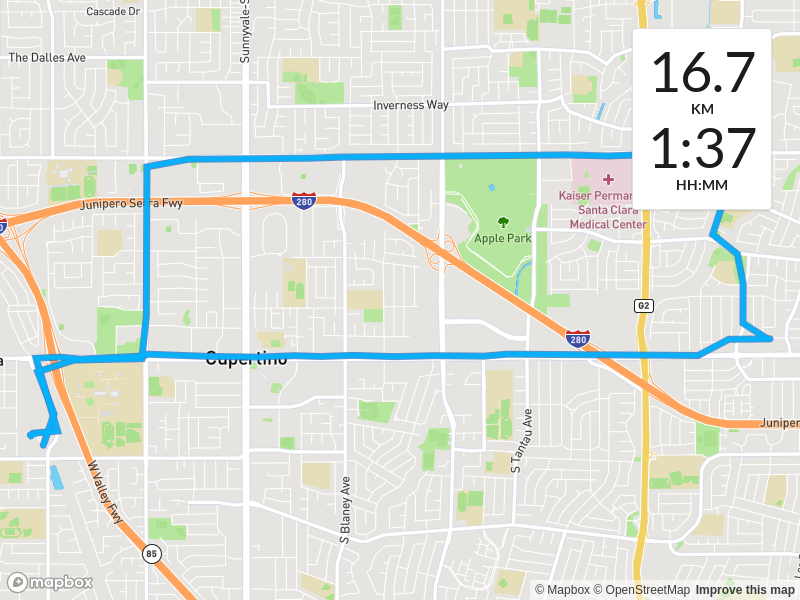 Cascade Dr
Sunnyvale-S
The Dalles Ave
Inverness Way
16.7
KM
1:37
HH:MM
Junipero Serra Fwy
280
Kaiser Perman
Santa Clara
Medical Center
Apple Park
G2
280
Cupertino
a
Juniper
W Valley Fwy
S Blaney Ave
S Tantau Ave
85
mapbox
© Mapbox © OpenStreetMap Improve this map